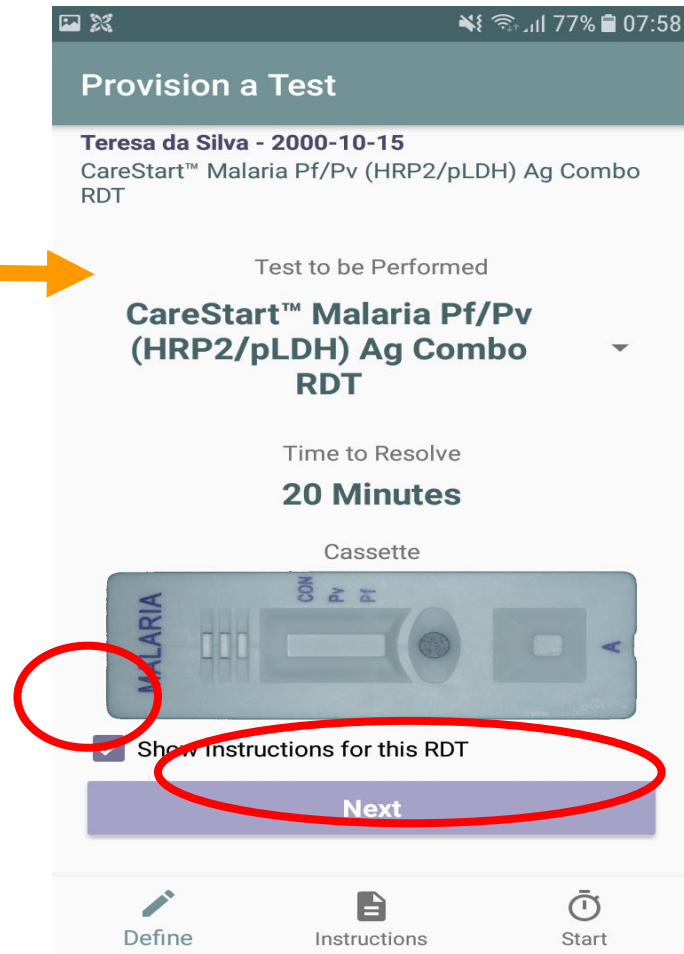 77% 07:58
Provision a Test
Teresa da Silva - 2000-10-15
CareStart™ Malaria Pf/Pv (HRP2/pLDH) Ag Combo
RDT
Test to be Performed
CareStart™ Malaria Pf/Pv
(HRP2/pLDH) Ag Combo
RDT
Time to Resolve
20 Minutes
Cassette
MALARIA
CON
Pv
Pf
A
Show Instructions for this RDT
Next
Define Instructions Start